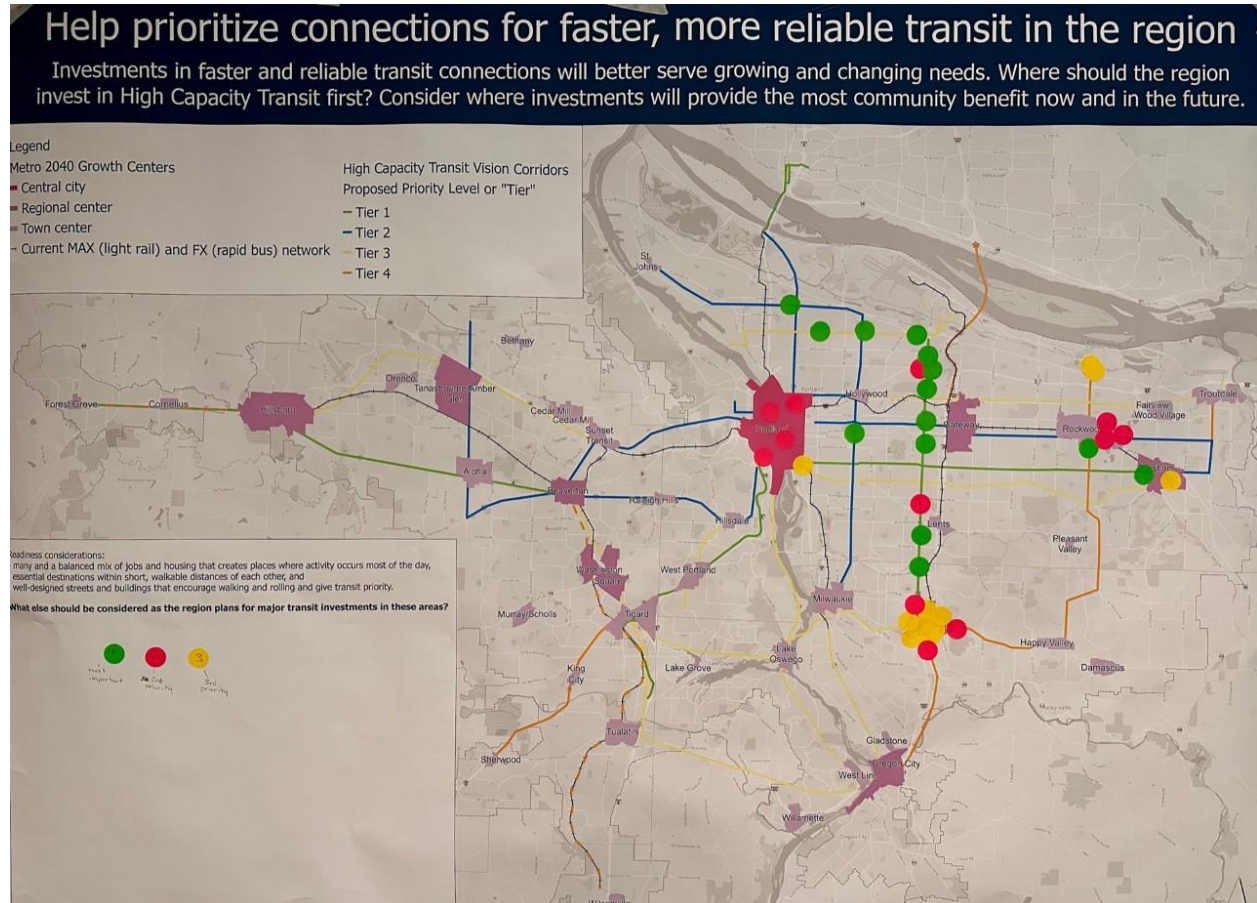 Help prioritize connections for faster, more reliable transit in the region
Investments in faster and reliable transit connections will better serve growing and changing needs. Where should the region
invest in High Capacity Transit first? Consider where investments will provide the most community benefit now and in the future.
Legend
Metro 2040 Growth Centers
Central city
Regional center
Town center
Current MAX (light rail) and FX (rapid bus) network
High Capacity Transit Vision Corridors
Proposed Priority Level or "Tier"
Tier 1
Tier 2
Tier 3
Tier 4
St.
Johns
Bethany
Orenco
Tanasbourne/Amber
Glen
Forest Grove
Cornelius
Hillsboro
Cedar Mill
Cedar Mill
Sunset
Transit
Hollywood
Portland
Gateway
Rockwood
Fairview
Wood Village
Troutdale
Aloha
Beaverton
Raleigh Hills
Hillsdale
Lents
Pleasant
Valley
Washington
Square
West Portland
Murray/Scholls
Tigard
Milwaukie
Happy Valley
Damascus
King
City
Lake Grove
Lake
Oswego
Tualatin
Sherwood
Gladstone
Oregon City
West Linn
Willamette
Readiness considerations:
many and a balanced mix of jobs and housing that creates places where activity occurs most of the day,
essential destinations within short, walkable distances of each other, and
well-designed streets and buildings that encourage walking and rolling and give transit priority.
What else should be considered as the region plans for major transit investments in these areas?
3
most
important
2nd
priority
3rd
priority